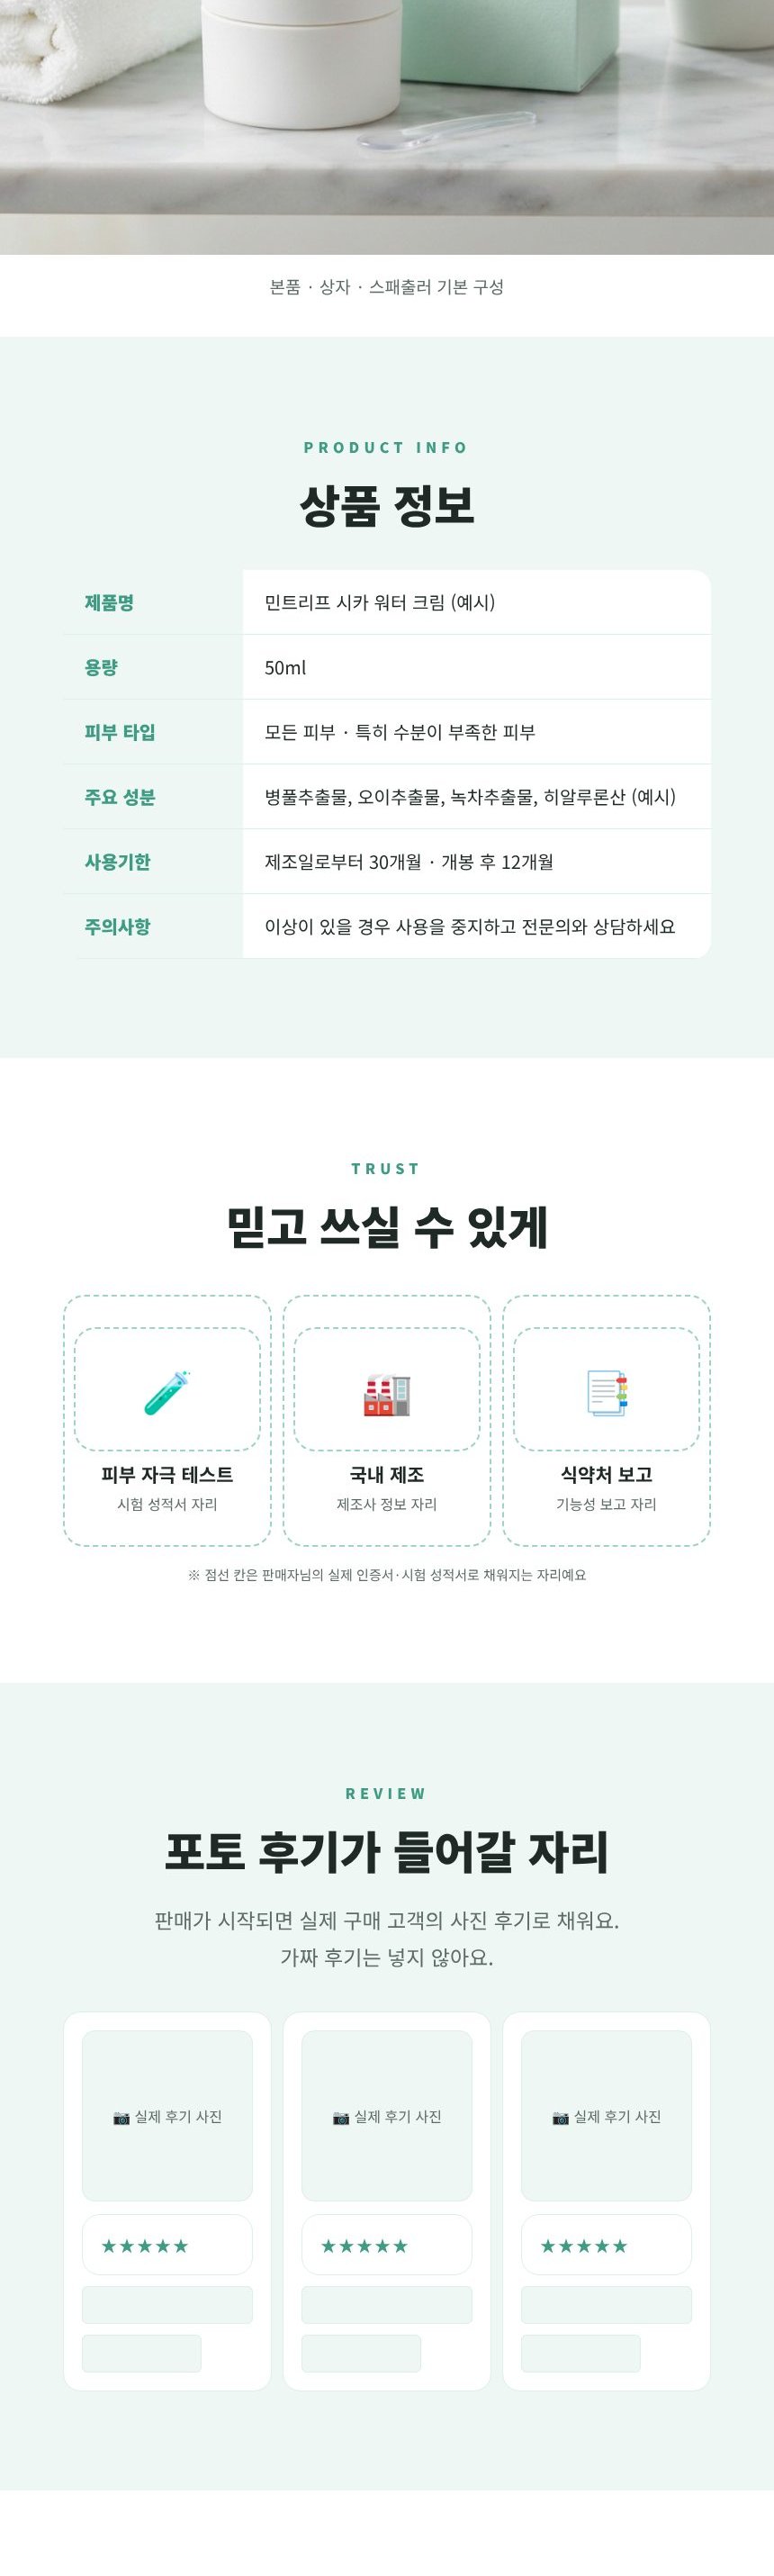 본품 · 상자 · 스패출러 기본 구성
PRODUCT INFO
상품 정보
제품명 민트리프 시카 워터 크림 (예시)
용량 50ml
피부 타입 모든 피부 · 특히 수분이 부족한 피부
주요 성분 병풀추출물, 오이추출물, 녹차추출물, 히알루론산 (예시)
사용기한 제조일로부터 30개월 · 개봉 후 12개월
주의사항 이상이 있을 경우 사용을 중지하고 전문의와 상담하세요
TRUST
믿고 쓰실 수 있게
피부 자극 테스트
시험 성적서 자리
국내 제조
제조사 정보 자리
식약처 보고
기능성 보고 자리
※ 점선 칸은 판매자님의 실제 인증서·시험 성적서로 채워지는 자리예요
REVIEW
포토 후기가 들어갈 자리
판매가 시작되면 실제 구매 고객의 사진 후기로 채워요.
가짜 후기는 넣지 않아요.
📷 실제 후기 사진
★★★★★
📷 실제 후기 사진
★★★★★
📷 실제 후기 사진
★★★★★